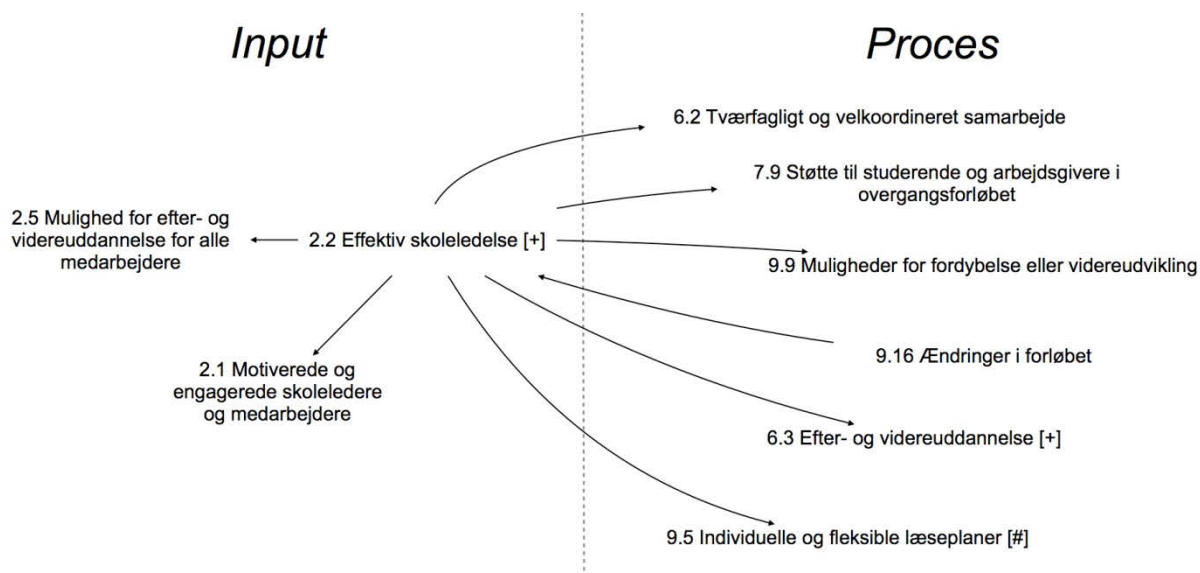 Input
Proces
6.2 Tværfagligt og velkoordineret samarbejde
7.9 Støtte til studerende og arbejdsgivere i
overgangsforløbet
2.5 Mulighed for efter- og
videreuddannelse for alle
medarbejdere
2.2 Effektiv skoleledelse [+]
9.9 Muligheder for fordybelse eller videreudvikling
9.16 Ændringer i forløbet
2.1 Motiverede og
engagerede skoleledere
og medarbejdere
6.3 Efter- og videreuddannelse [+]
9.5 Individuelle og fleksible læseplaner [#]